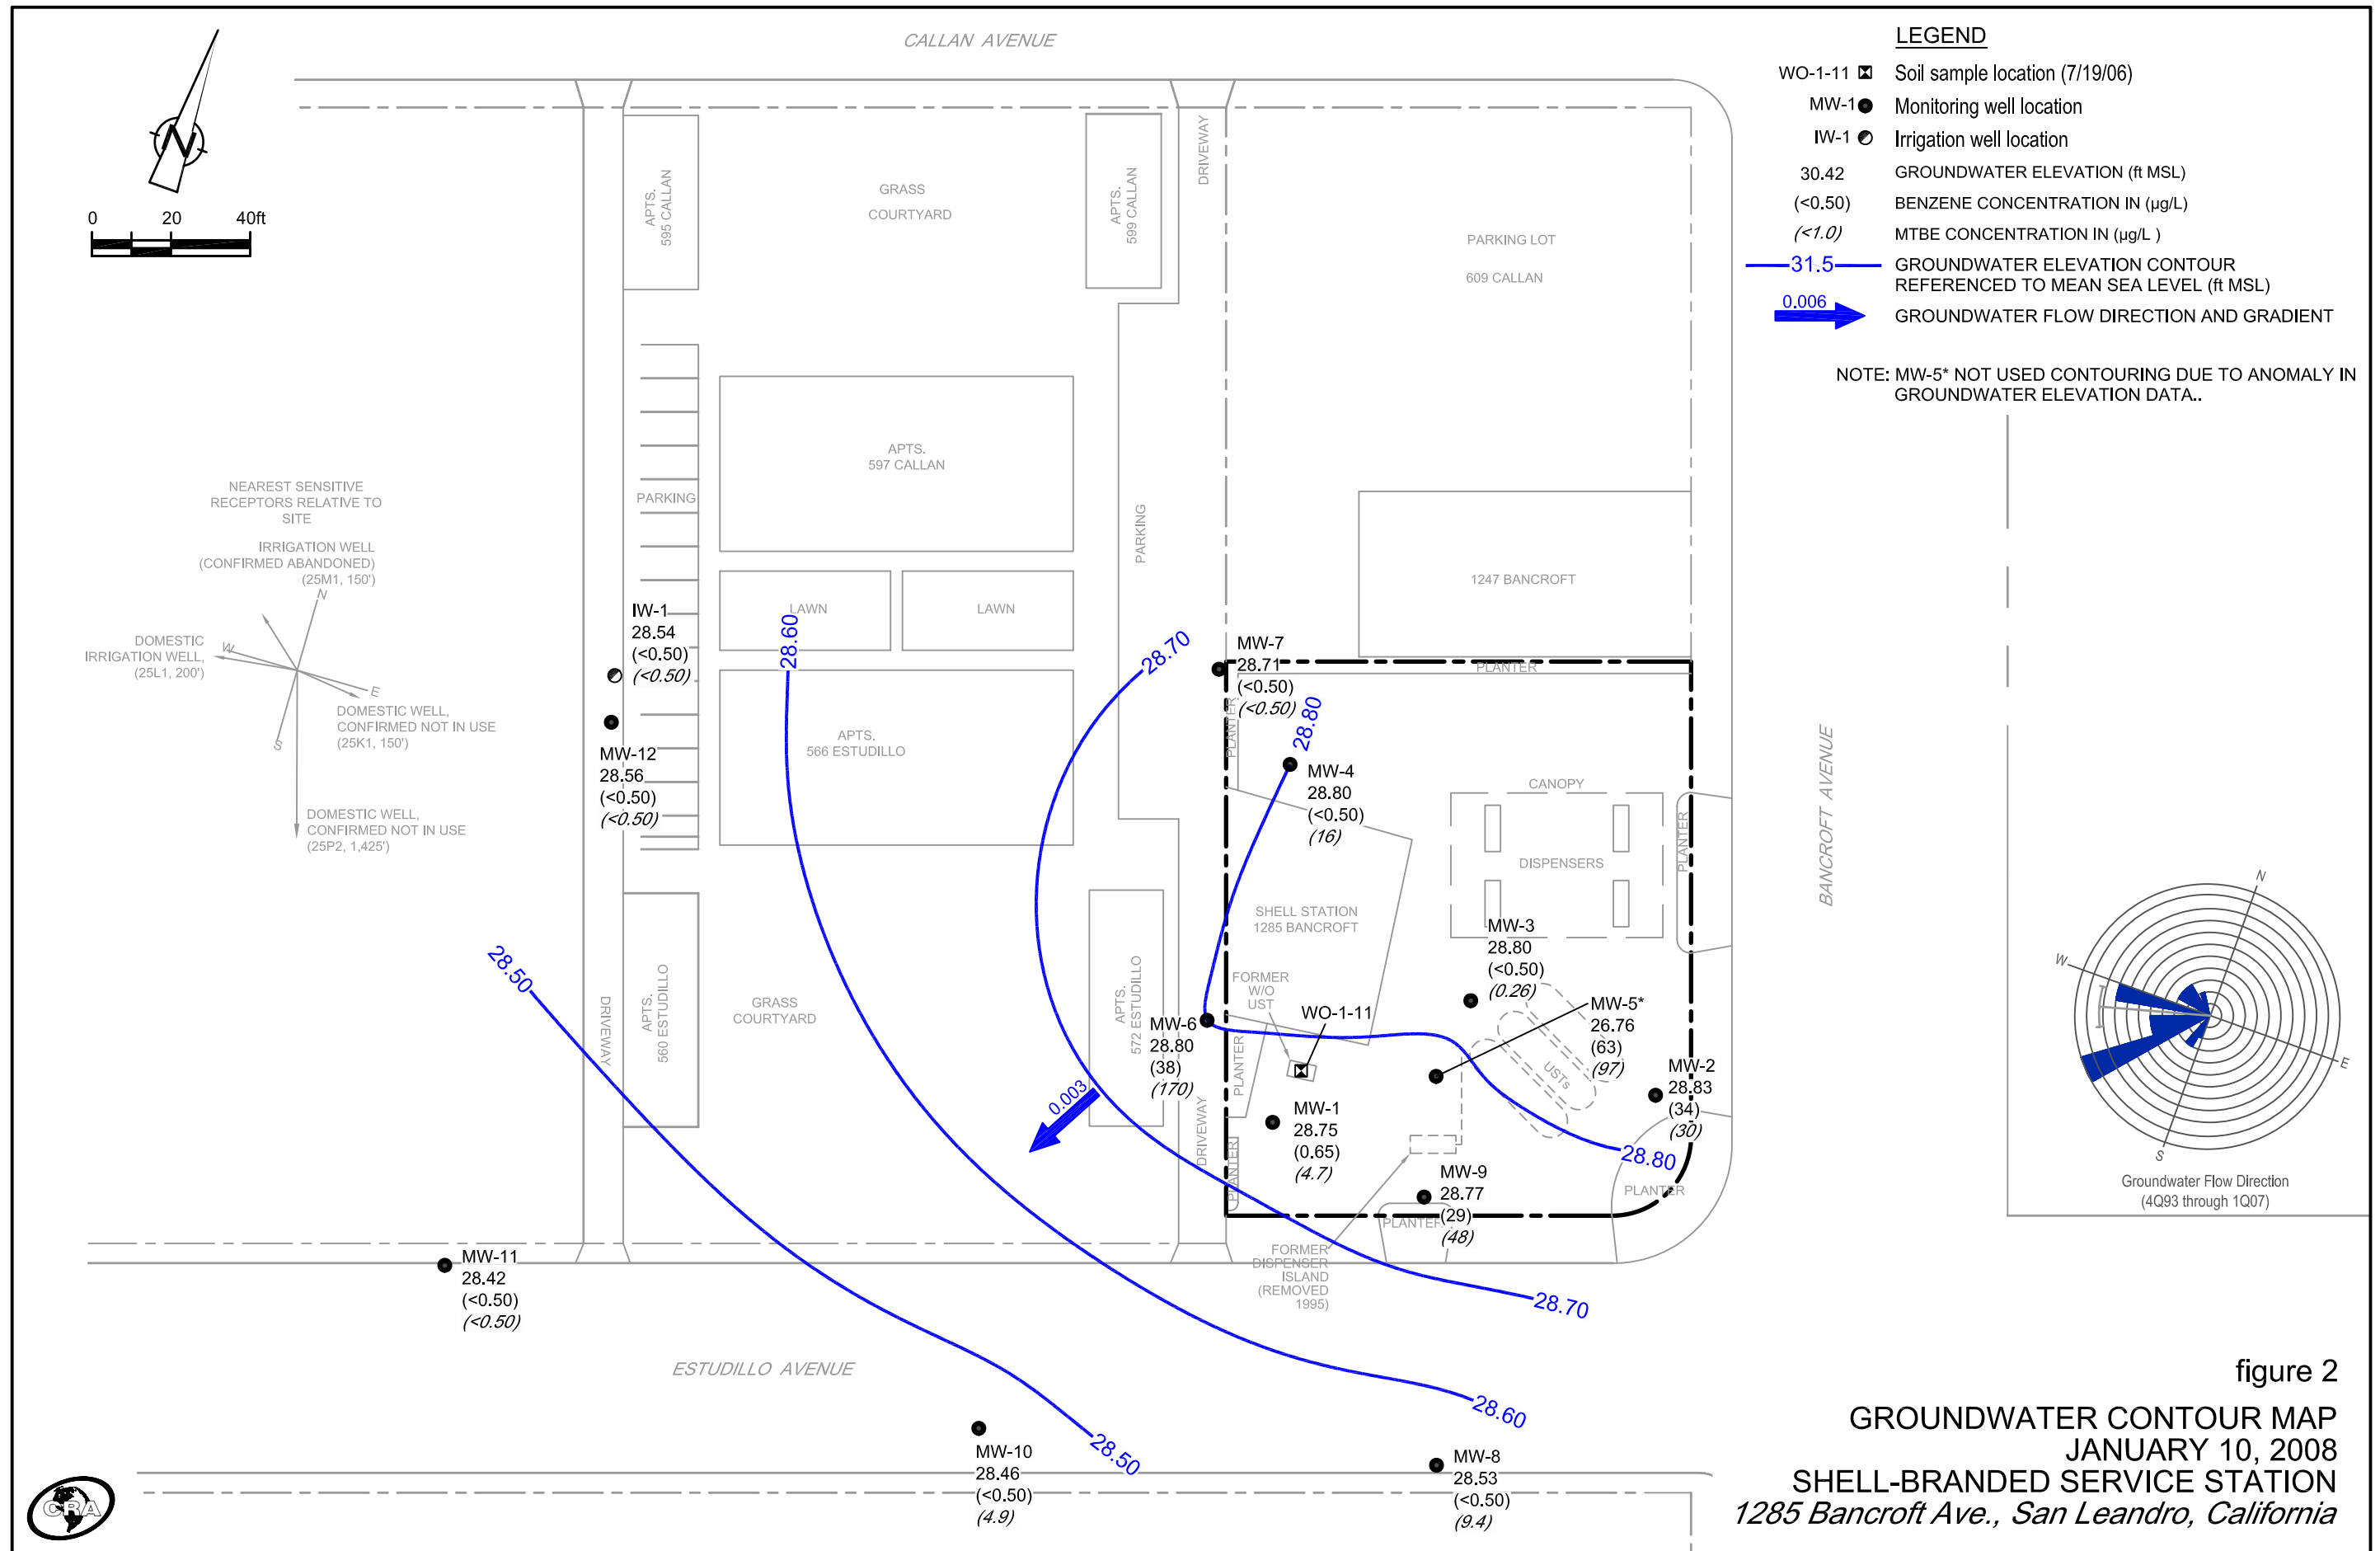 CALLAN AVENUE
LEGEND
WO-1-11 Soil sample location (7/19/06)
MW-1 Monitoring well location
IW-1 Irrigation well location
30.42 GROUNDWATER ELEVATION (ft MSL)
(<0.50) BENZENE CONCENTRATION IN (µg/L)
(<1.0) MTBE CONCENTRATION IN (µg/L )
31.5 GROUNDWATER ELEVATION CONTOUR
REFERENCED TO MEAN SEA LEVEL (ft MSL)
0.006
GROUNDWATER FLOW DIRECTION AND GRADIENT
NOTE: MW-5* NOT USED CONTOURING DUE TO ANOMALY IN
GROUNDWATER ELEVATION DATA..
N
0 20 40ft
APTS.
595 CALLAN
GRASS
COURTYARD
APTS.
599 CALLAN
DRIVEWAY
PARKING LOT
609 CALLAN
APTS.
597 CALLAN
PARKING
PARKING
1247 BANCROFT
LAWN
LAWN
NEAREST SENSITIVE
RECEPTORS RELATIVE TO
SITE
IRRIGATION WELL
(CONFIRMED ABANDONED)
(25M1, 150')
N
DOMESTIC
IRRIGATION WELL,
(25L1, 200')
W
E
S
DOMESTIC WELL,
CONFIRMED NOT IN USE
(25K1, 150')
DOMESTIC WELL,
CONFIRMED NOT IN USE
(25P2, 1,425')
IW-1
28.54
(<0.50)
(<0.50)
MW-12
28.56
(<0.50)
(<0.50)
28.60
28.70
APTS.
566 ESTUDILLO
MW-7
28.71
(<0.50)
(<0.50)
PLANTER
PLANTER
28.80
MW-4
28.80
(<0.50)
(16)
CANOPY
DISPENSERS
PLANTER
BANCROFT AVENUE
SHELL STATION
1285 BANCROFT
MW-3
28.80
(<0.50)
(0.26)
FORMER
W/O
UST
WO-1-11
MW-5*
26.76
(63)
(97)
USTs
MW-2
28.83
(34)
(30)
MW-6
28.80
(38)
(170)
PLANTER
MW-1
28.75
(0.65)
(4.7)
28.80
PLANTER
MW-9
28.77
(29)
(48)
PLANTER
PLANTER
28.50
DRIVEWAY
APTS.
560 ESTUDILLO
GRASS
COURTYARD
APTS.
572 ESTUDILLO
0.003
DRIVEWAY
FORMER
DISPENSER
ISLAND
(REMOVED
1995)
28.70
N
W
E
S
Groundwater Flow Direction
(4Q93 through 1Q07)
MW-11
28.42
(<0.50)
(<0.50)
ESTUDILLO AVENUE
28.60
28.50
MW-10
28.46
(<0.50)
(4.9)
MW-8
28.53
(<0.50)
(9.4)
CRA
figure 2
GROUNDWATER CONTOUR MAP
JANUARY 10, 2008
SHELL-BRANDED SERVICE STATION
1285 Bancroft Ave., San Leandro, California